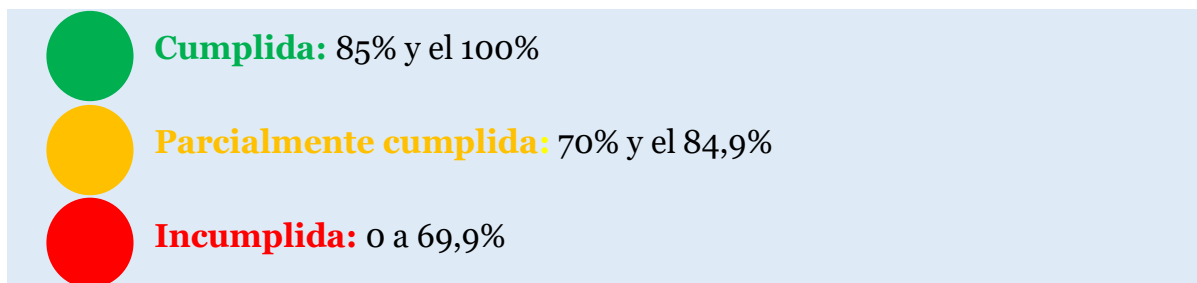 Cumplida: 85% y el 100%
Parcialmente cumplida: 70% y el 84,9%
Incumplida: 0 a 69,9%